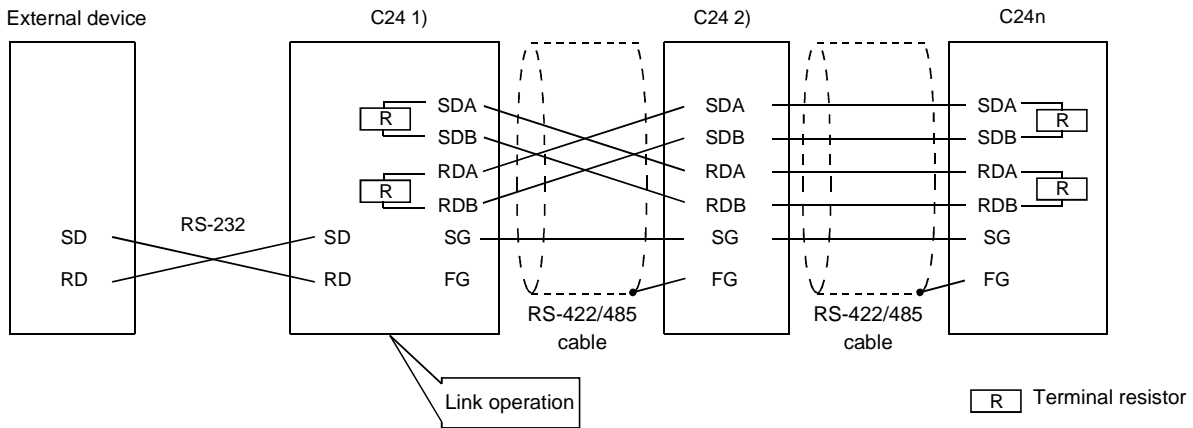 External device
C24 1)
C24 2)
C24n
SDA
SDA
SDA
R
R
SDB
SDB
SDB
RDA
RDA
RDA
R
R
RDB
RDB
RDB
RS-232
SD
SD
SG
SG
SG
RD
RD
FG
FG
FG
RS-422/485
cable
RS-422/485
cable
Link operation
R
Terminal resistor